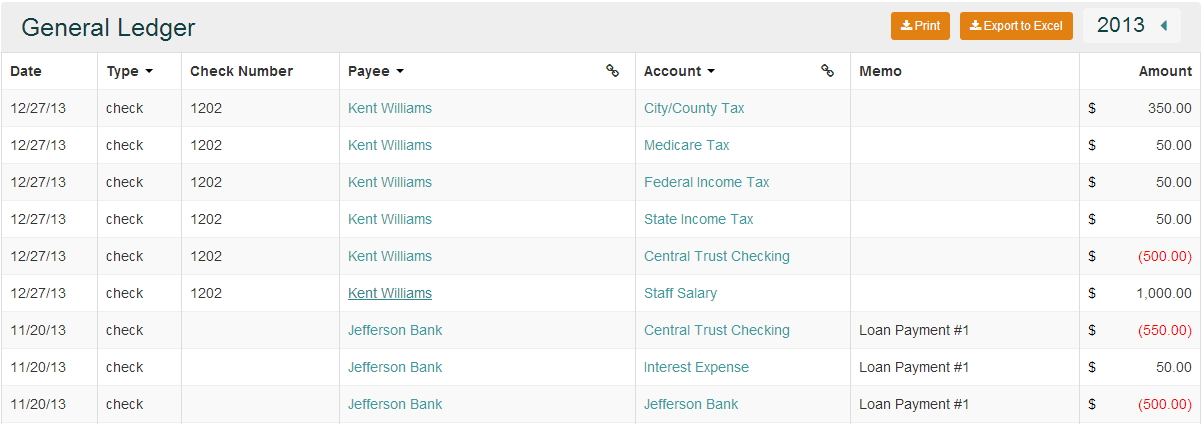 General Ledger Print Export to Excel 2013
Date Type Check Number Payee Account Memo Amount
12/27/13 check 1202 Kent Williams City/County Tax $ 350.00
12/27/13 check 1202 Kent Williams Medicare Tax $ 50.00
12/27/13 check 1202 Kent Williams Federal Income Tax $ 50.00
12/27/13 check 1202 Kent Williams State Income Tax $ 50.00
12/27/13 check 1202 Kent Williams Central Trust Checking $ (500.00)
12/27/13 check 1202 Kent Williams Staff Salary $ 1,000.00
11/20/13 check Jefferson Bank Central Trust Checking Loan Payment #1 $ (550.00)
11/20/13 check Jefferson Bank Interest Expense Loan Payment #1 $ 50.00
11/20/13 check Jefferson Bank Jefferson Bank Loan Payment #1 $ (500.00)